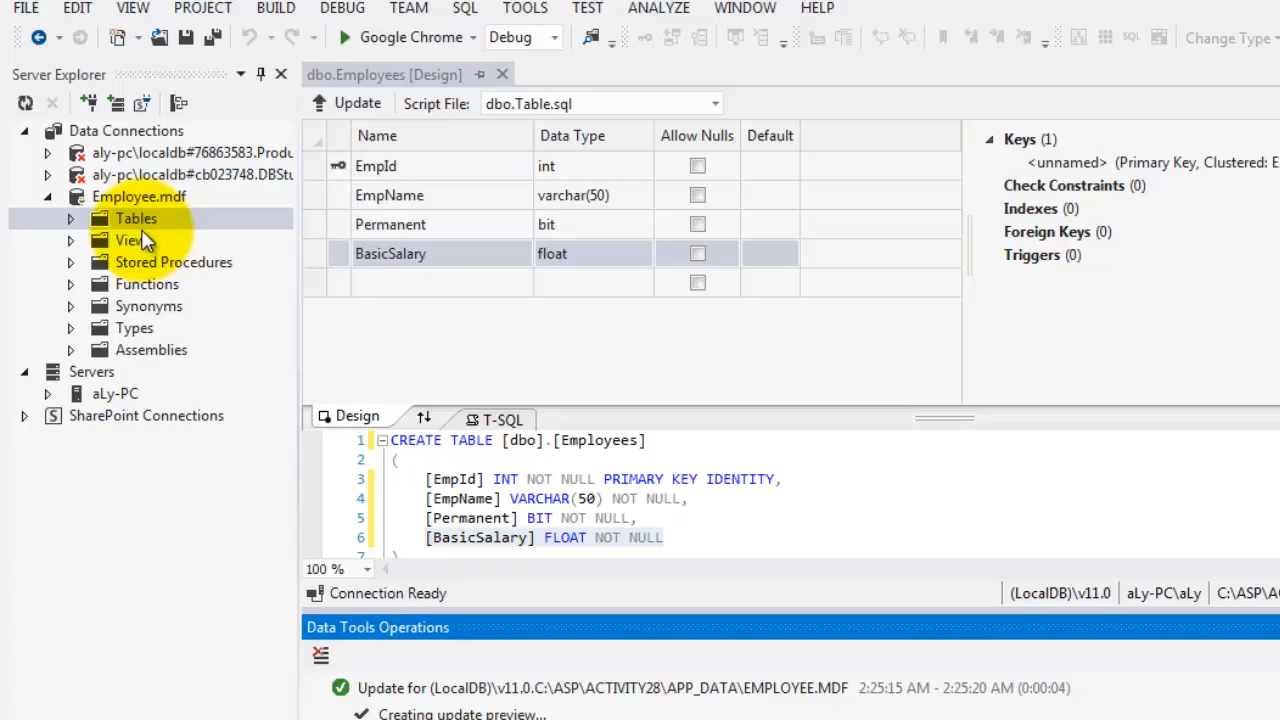 FILE EDIT VIEW PROJECT BUILD DEBUG TEAM SQL TOOLS TEST ANALYZE WINDOW HELP
Google Chrome Debug SQL Change Type
Server Explorer
dbo.Employees [Design]
Update Script File: dbo.Table.sql
Data Connections
aly-pc\localdb#76863583.Produ
aly-pc\localdb#cb023748.DBStu
Employee.mdf
Tables
View
Stored Procedures
Functions
Synonyms
Types
Assemblies
Servers
aLy-PC
SharePoint Connections
Name Data Type Allow Nulls Default
EmpId int
EmpName varchar(50)
Permanent bit
BasicSalary float
Keys (1)
<unnamed> (Primary Key, Clustered: E
Check Constraints (0)
Indexes (0)
Foreign Keys (0)
Triggers (0)
Design T-SQL
1 CREATE TABLE [dbo].[Employees]
2 (
3 [EmpId] INT NOT NULL PRIMARY KEY IDENTITY,
4 [EmpName] VARCHAR(50) NOT NULL,
5 [Permanent] BIT NOT NULL,
6 [BasicSalary] FLOAT NOT NULL
7 )
100 %
Connection Ready (LocalDB)\v11.0 aLy-PC\aLy C:\ASP\AC
Data Tools Operations
Update for (LocalDB)\v11.0.C:\ASP\ACTIVITY28\APP_DATA\EMPLOYEE.MDF 2:25:15 AM - 2:25:20 AM (0:00:04)
Creating update preview...